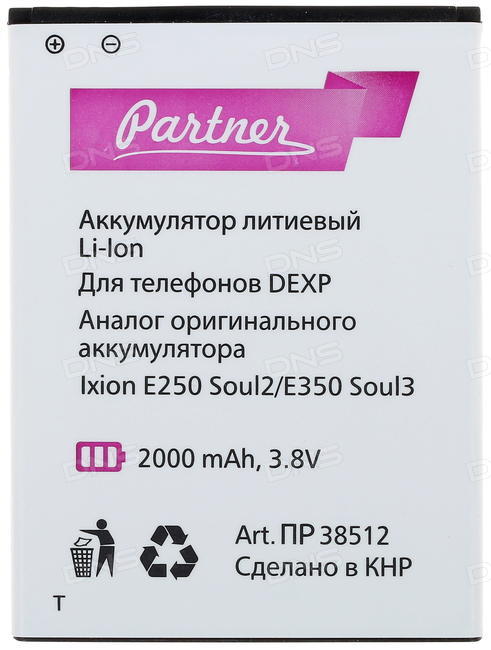 Partner
Аккумулятор литиевый
Li-Ion
Для телефонов DEXP
Аналог оригинального
аккумулятора
Ixion E250 Soul2/E350 Soul3
2000 mAh, 3.8V
Art. ПР 38512
Сделано в КНР
T
DNS